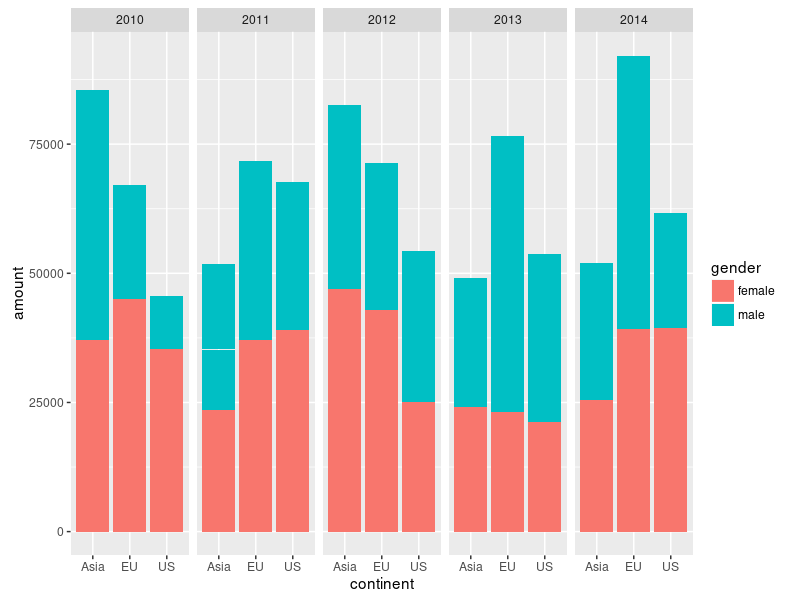 2010 2011 2012 2013 2014
75000
50000
25000
0
amount
Asia EU US Asia EU US Asia EU US Asia EU US Asia EU US
continent
gender
female
male